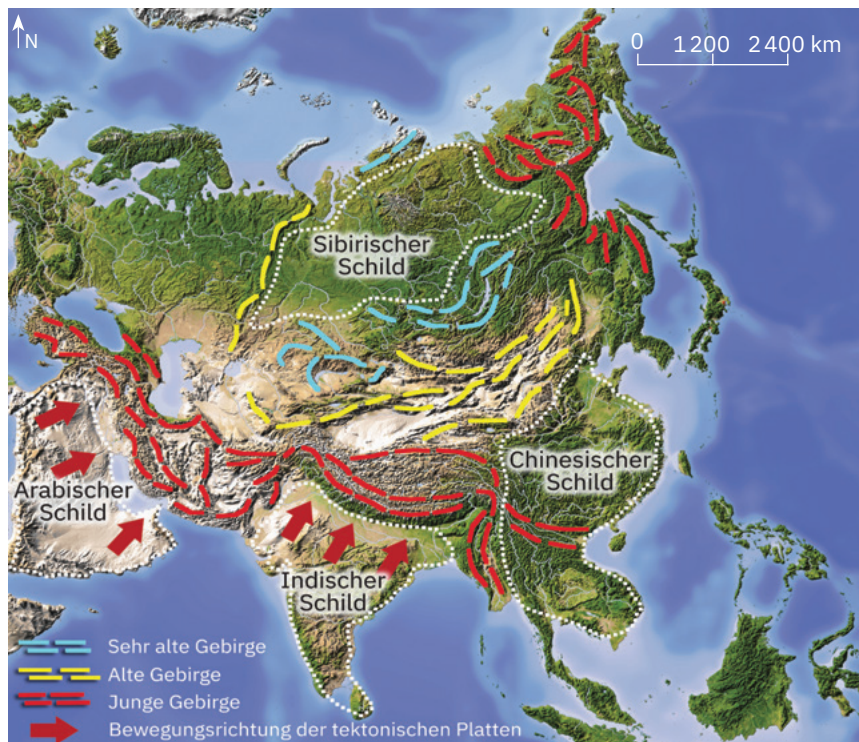 N
0 1200 2400 km
Sibirischer
Schild
Chinesischer
Schild
Arabischer
Schild
Indischer
Schild
Sehr alte Gebirge
Alte Gebirge
Junge Gebirge
Bewegungsrichtung der tektonischen Platten